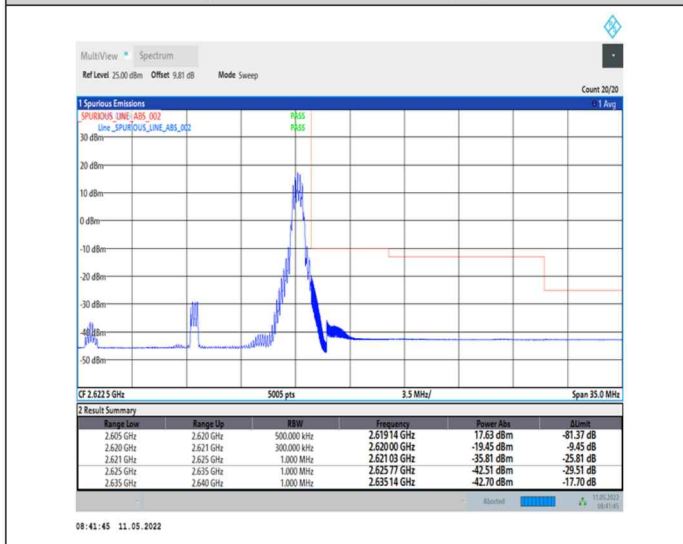 MultiView Spectrum
Ref Level 25.00 dBm Offset 9.81 dB Mode Sweep
Count 20/20
1 Spurious Emissions 1 Avg
_SPURIOUS_LINE_ABS_002 PASS
Line _SPURIOUS_LINE_ABS_002 PASS
30 dBm
20 dBm
10 dBm
0 dBm
-10 dBm
-20 dBm
-30 dBm
-40 dBm
-50 dBm
CF 2.622 5 GHz 5005 pts 3.5 MHz/ Span 35.0 MHz
2 Result Summary
Range Low Range Up RBW Frequency Power Abs ΔLimit
2.605 GHz 2.620 GHz 500.000 kHz 2.619 14 GHz 17.63 dBm -81.37 dB
2.620 GHz 2.621 GHz 300.000 kHz 2.620 00 GHz -19.45 dBm -9.45 dB
2.621 GHz 2.625 GHz 1.000 MHz 2.621 03 GHz -35.81 dBm -25.81 dB
2.625 GHz 2.635 GHz 1.000 MHz 2.625 77 GHz -42.51 dBm -29.51 dB
2.635 GHz 2.640 GHz 1.000 MHz 2.635 14 GHz -42.70 dBm -17.70 dB
Aborted 11.05.2022
08:41:45
08:41:45 11.05.2022